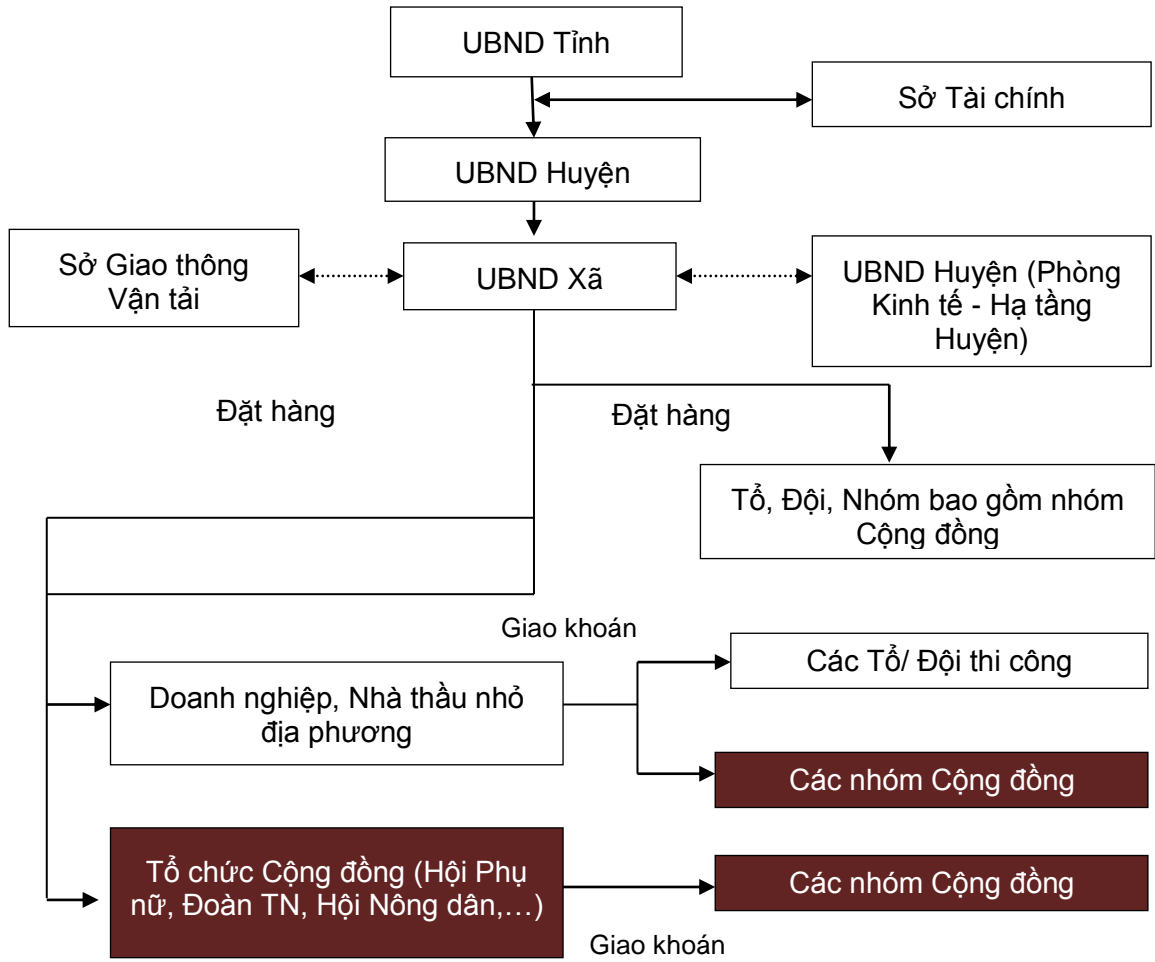 UBND Tỉnh
Sở Tài chính
UBND Huyện
Sở Giao thông
Vận tải
UBND Xã
UBND Huyện (Phòng
Kinh tế - Hạ tầng
Huyện)
Đặt hàng
Đặt hàng
Tổ, Đội, Nhóm bao gồm nhóm
Cộng đồng
Giao khoán
Doanh nghiệp, Nhà thầu nhỏ
địa phương
Các Tổ/ Đội thi công
Các nhóm Cộng đồng
Tổ chức Cộng đồng (Hội Phụ
nữ, Đoàn TN, Hội Nông dân,…)
Các nhóm Cộng đồng
Giao khoán